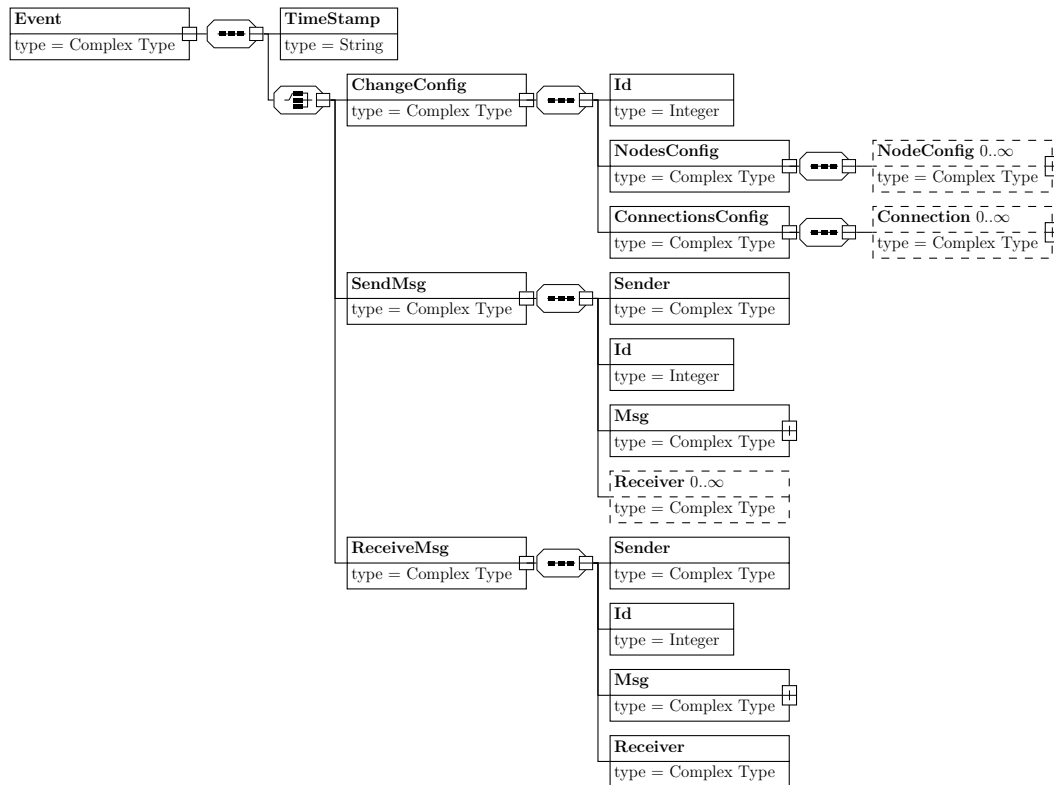 Event
type = Complex Type
TimeStamp
type = String
ChangeConfig
type = Complex Type
Id
type = Integer
NodesConfig
type = Complex Type
NodeConfig 0..∞
type = Complex Type
ConnectionsConfig
type = Complex Type
Connection 0..∞
type = Complex Type
SendMsg
type = Complex Type
Sender
type = Complex Type
Id
type = Integer
Msg
type = Complex Type
Receiver 0..∞
type = Complex Type
ReceiveMsg
type = Complex Type
Sender
type = Complex Type
Id
type = Integer
Msg
type = Complex Type
Receiver
type = Complex Type